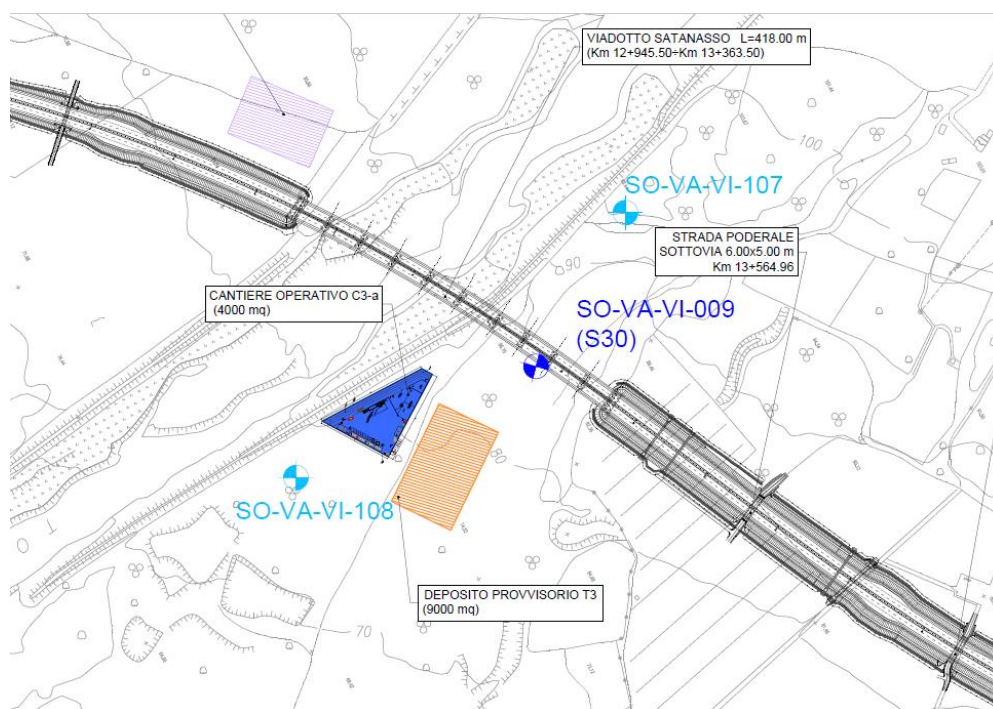 VIADOTTO SATANASSO L=418.00 m
(Km 12+945.50÷Km 13+363.50)
100
SO-VA-VI-107
STRADA PODERALE
SOTTOVIA 6.00x5.00 m
Km 13+564.96
90
CANTIERE OPERATIVO C3-a
(4000 mq)
SO-VA-VI-009
(S30)
80
SO-VA-VI-108
DEPOSITO PROVVISORIO T3
(9000 mq)
70